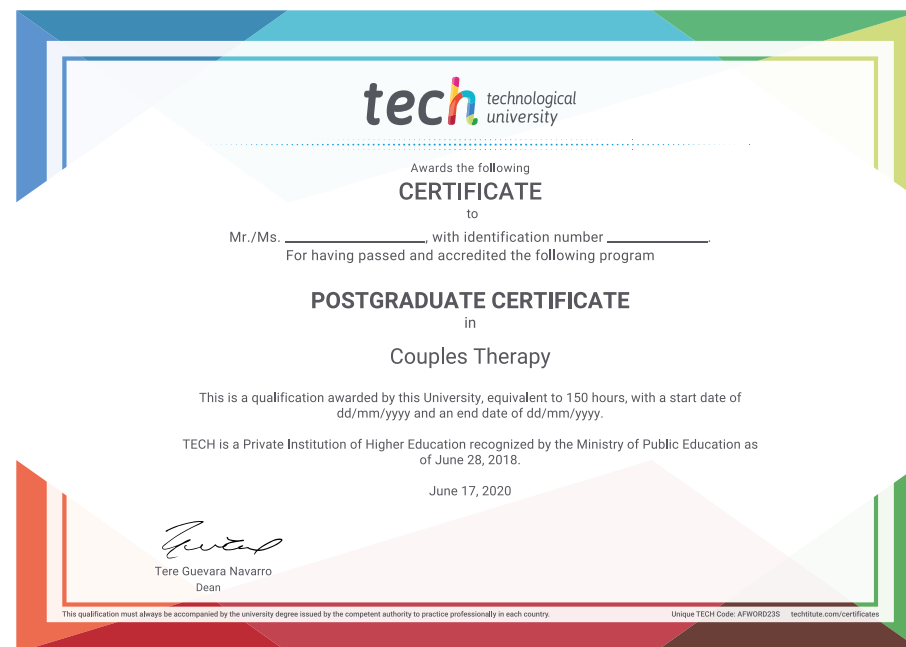 tech technological
university
Awards the following
CERTIFICATE
to
Mr./Ms. ____________________, with identification number ______________.
For having passed and accredited the following program
POSTGRADUATE CERTIFICATE
in
Couples Therapy
This is a qualification awarded by this University, equivalent to 150 hours, with a start date of
dd/mm/yyyy and an end date of dd/mm/yyyy.
TECH is a Private Institution of Higher Education recognized by the Ministry of Public Education as
of June 28, 2018.
June 17, 2020
Tere Guevara Navarro
Dean
This qualification must always be accompanied by the university degree issued by the competent authority to practice professionally in each country.
Unique TECH Code: AFWORD23S techtitute.com/certificates